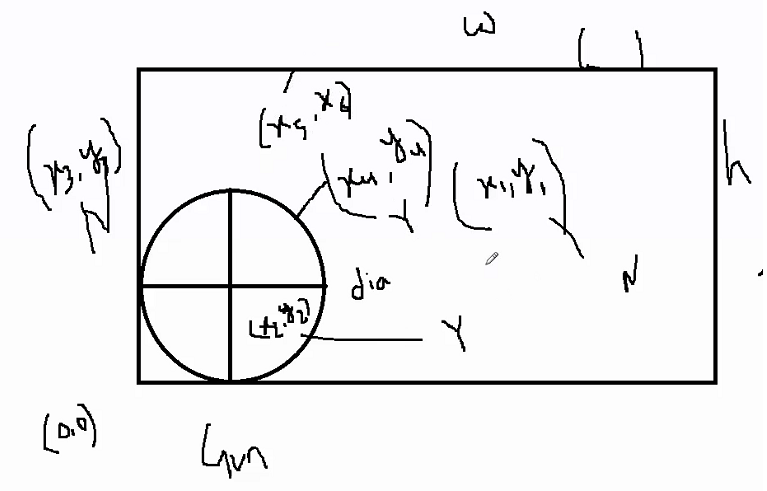 w
(x5, x6)
(x3, y3)
N
(x4, y4)
Y
(x1, y1)
N
h
dia
(x2, y2)
Y
(0,0)